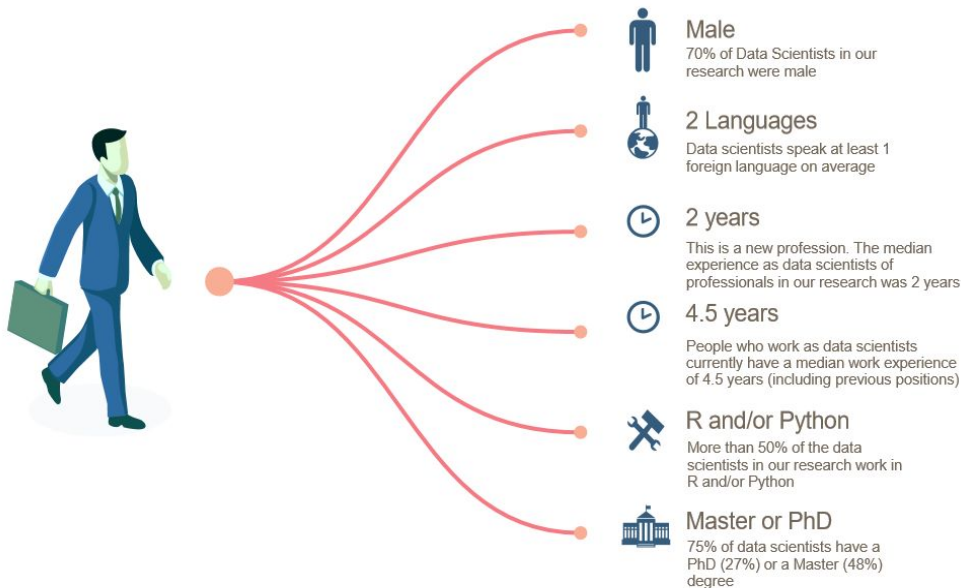 Male
70% of Data Scientists in our
research were male
2 Languages
Data scientists speak at least 1
foreign language on average
2 years
This is a new profession. The median
experience as data scientists of
professionals in our research was 2 years
4.5 years
People who work as data scientists
currently have a median work experience
of 4.5 years (including previous positions)
R and/or Python
More than 50% of the data
scientists in our research work in
R and/or Python
Master or PhD
75% of data scientists have a
PhD (27%) or a Master (48%)
degree